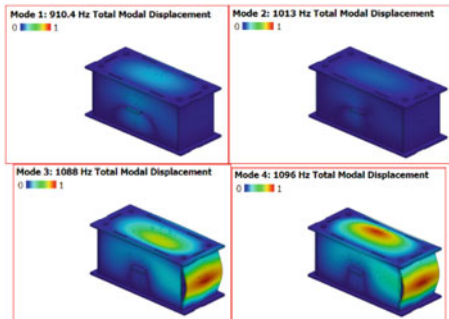 Mode 1: 910.4 Hz Total Modal Displacement
0 1
Mode 2: 1013 Hz Total Modal Displacement
0 1
Mode 3: 1088 Hz Total Modal Displacement
0 1
Mode 4: 1096 Hz Total Modal Displacement
0 1